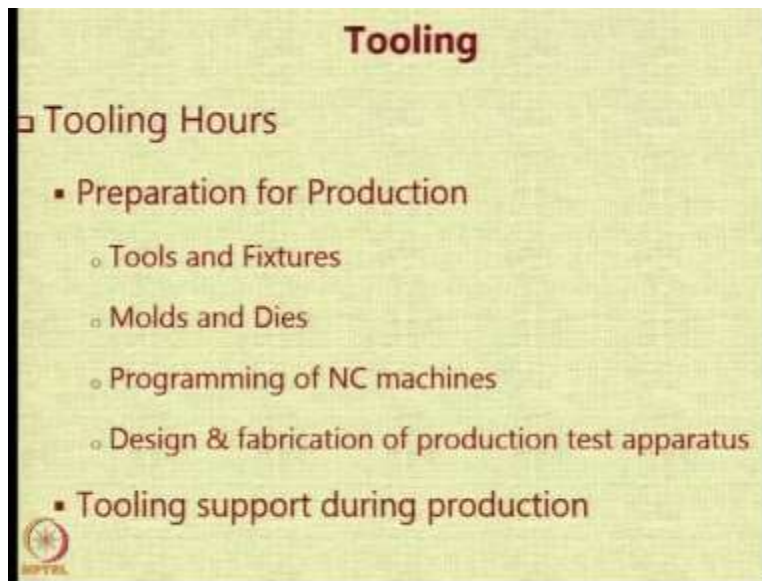 Tooling
Tooling Hours
Preparation for Production
Tools and Fixtures
Molds and Dies
Programming of NC machines
Design & fabrication of production test apparatus
Tooling support during production
NPTEL